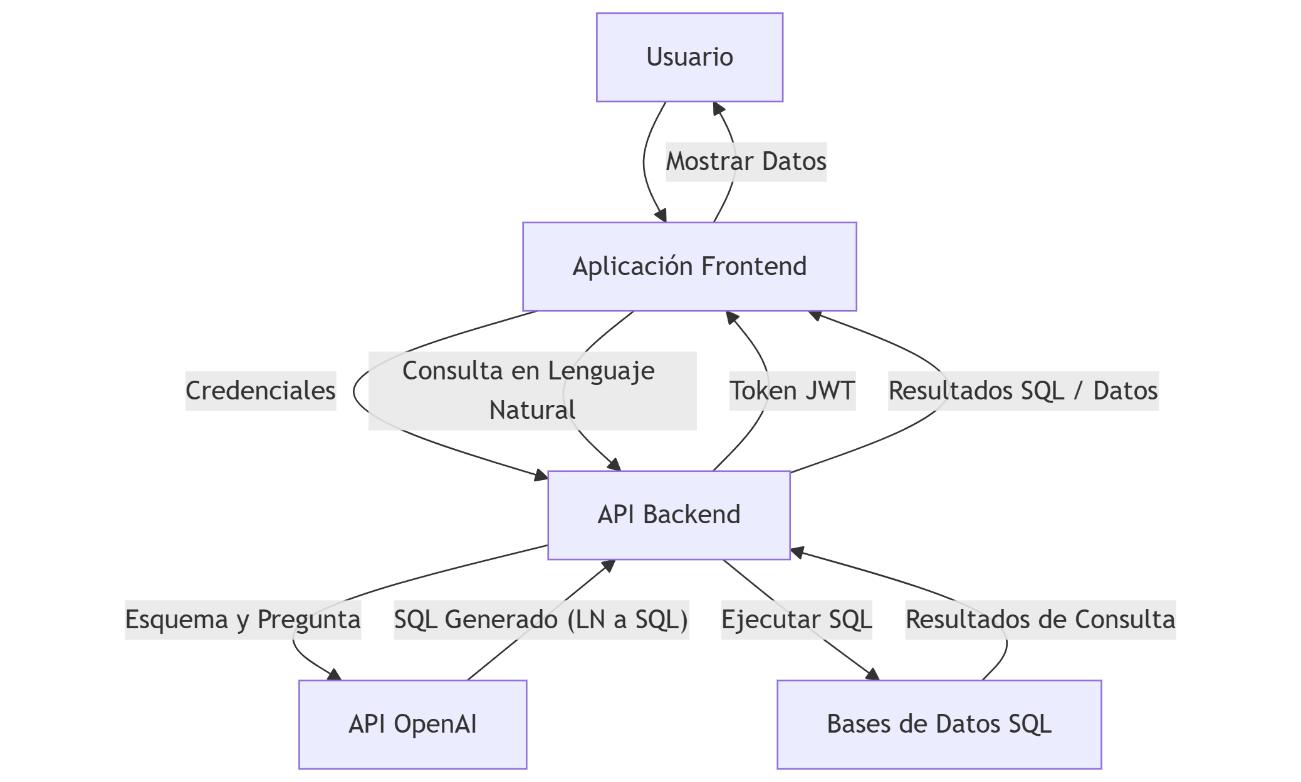 Usuario
Mostrar Datos
Aplicación Frontend
Credenciales
Consulta en Lenguaje
Natural
Token JWT
Resultados SQL / Datos
API Backend
Esquema y Pregunta
SQL Generado (LN a SQL)
Ejecutar SQL
Resultados de Consulta
API OpenAI
Bases de Datos SQL